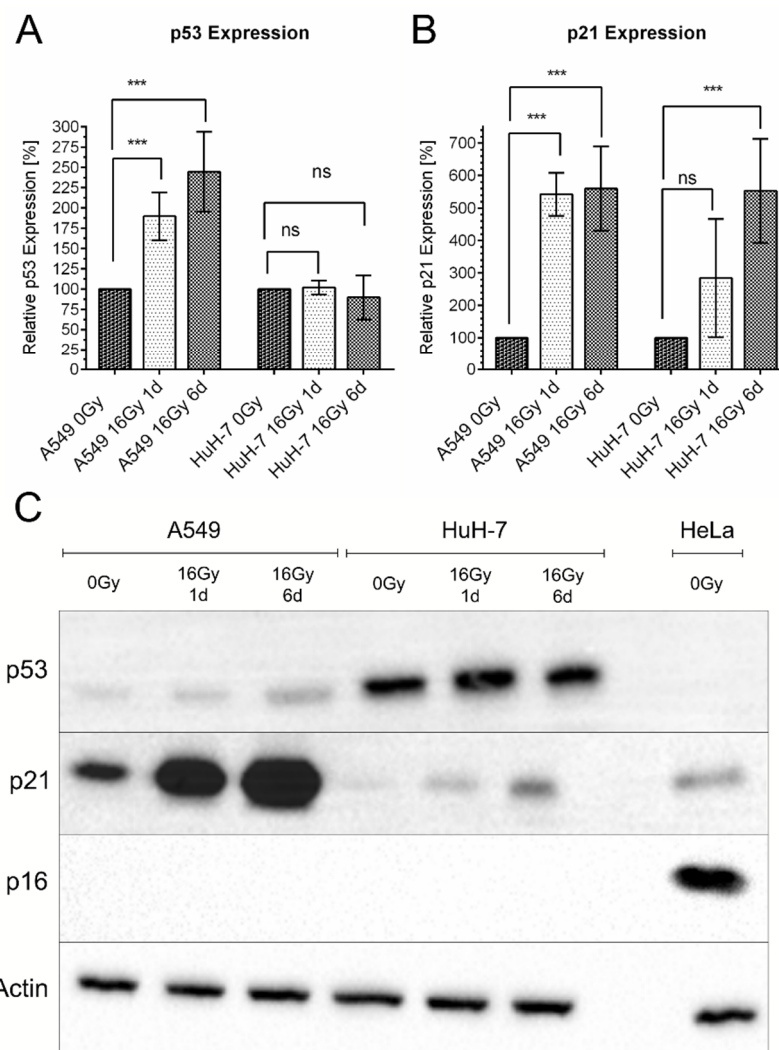 A
p53 Expression
Relative p53 Expression [%]
300
275
250
225
200
175
150
125
100
75
50
25
0
***
***
ns
ns
A549 0Gy
A549 16Gy 1d
A549 16Gy 6d
HuH-7 0Gy
HuH-7 16Gy 1d
HuH-7 16Gy 6d
B
p21 Expression
Relative p21 Expression [%]
700
600
500
400
300
200
100
0
***
***
***
ns
A549 0Gy
A549 16Gy 1d
A549 16Gy 6d
HuH-7 0Gy
HuH-7 16Gy 1d
HuH-7 16Gy 6d
C
A549 HuH-7 HeLa
0Gy 16Gy 1d 16Gy 6d 0Gy 16Gy 1d 16Gy 6d 0Gy
p53
p21
p16
Actin